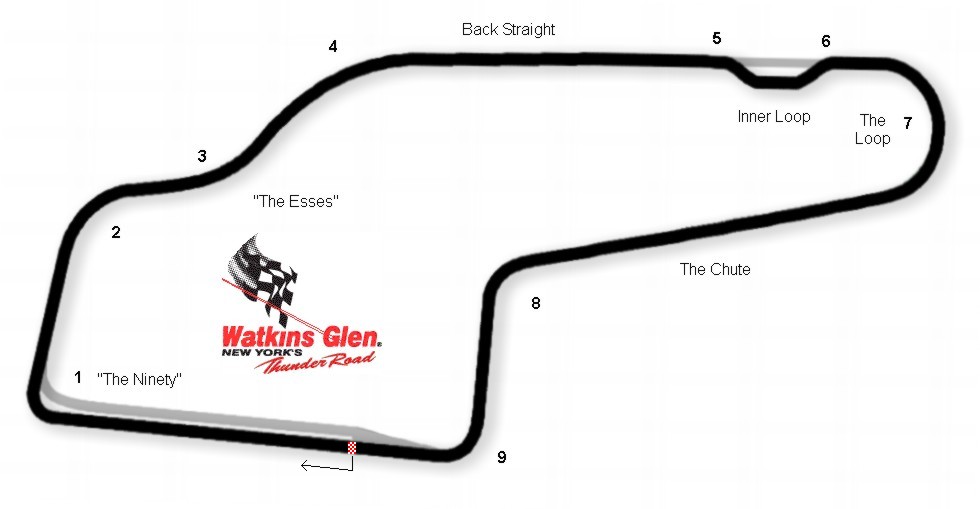 Back Straight
4
5
6
Inner Loop
The
Loop
7
3
"The Esses"
2
The Chute
8
Watkins Glen®
NEW YORK'S
Thunder Road
1 "The Ninety"
9